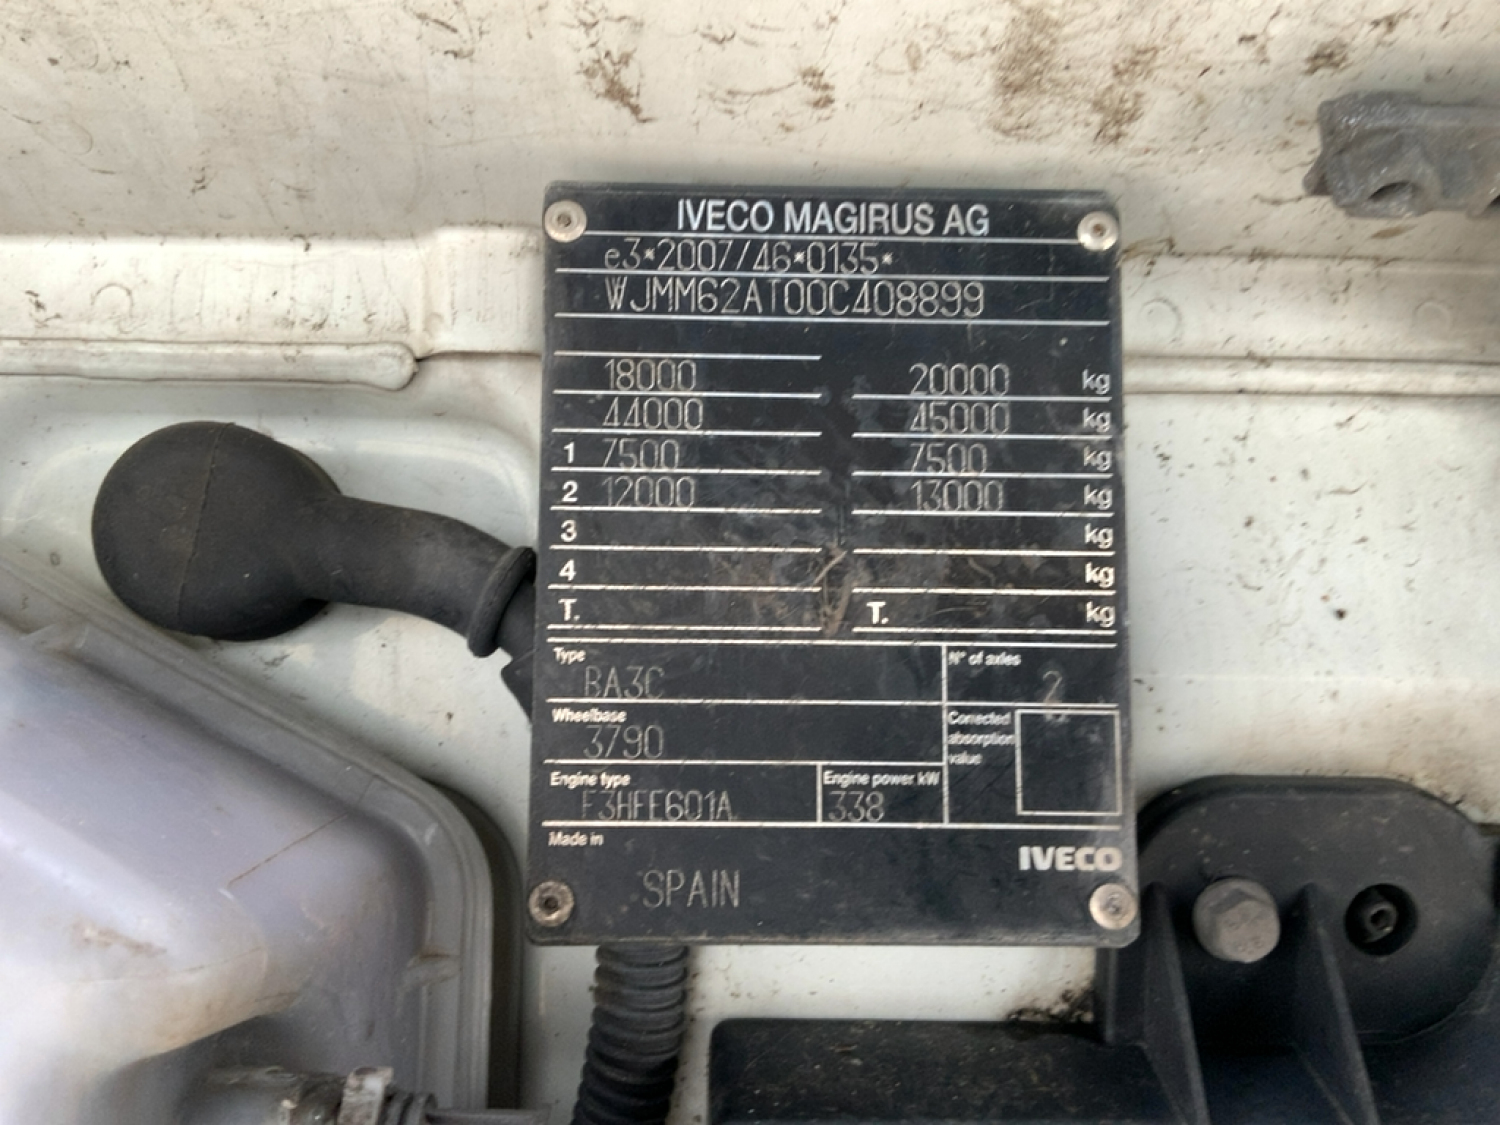 IVECO MAGIRUS AG
e3*2007/46*0135*
WJMM62AT00C408899
18000 20000 kg
44000 45000 kg
1 7500 7500 kg
2 12000 13000 kg
3 kg
4 kg
T. T. kg
Type N° of axles
BA3C 2
Wheelbase Corrected absorption value
3790
Engine type Engine power kW
F3HFE601A 338
Made in
IVECO
SPAIN